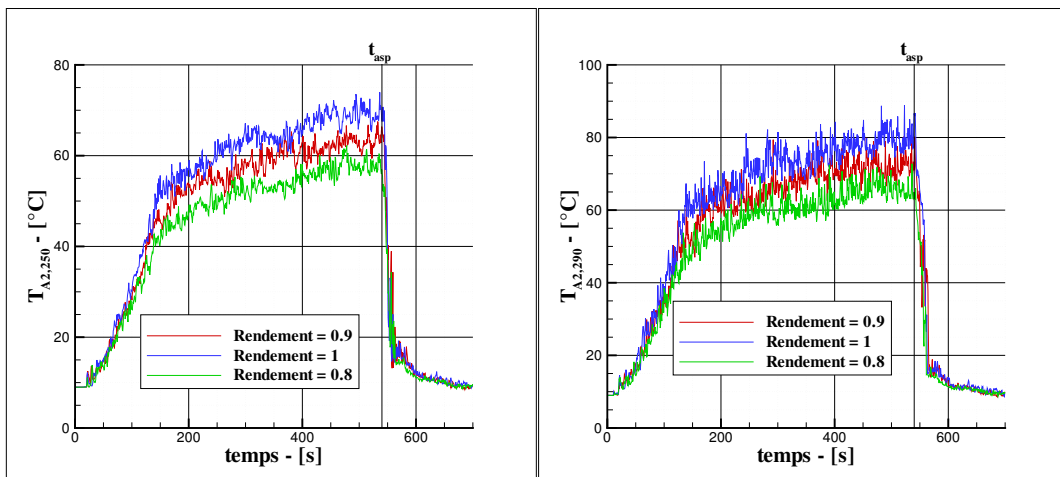 t_asp
80
60
40
20
0
0
200
400
600
T_A2,250 - [°C]
temps - [s]
Rendement = 0.9
Rendement = 1
Rendement = 0.8
t_asp
100
80
60
40
20
0
0
200
400
600
T_A2,290 - [°C]
temps - [s]
Rendement = 0.9
Rendement = 1
Rendement = 0.8